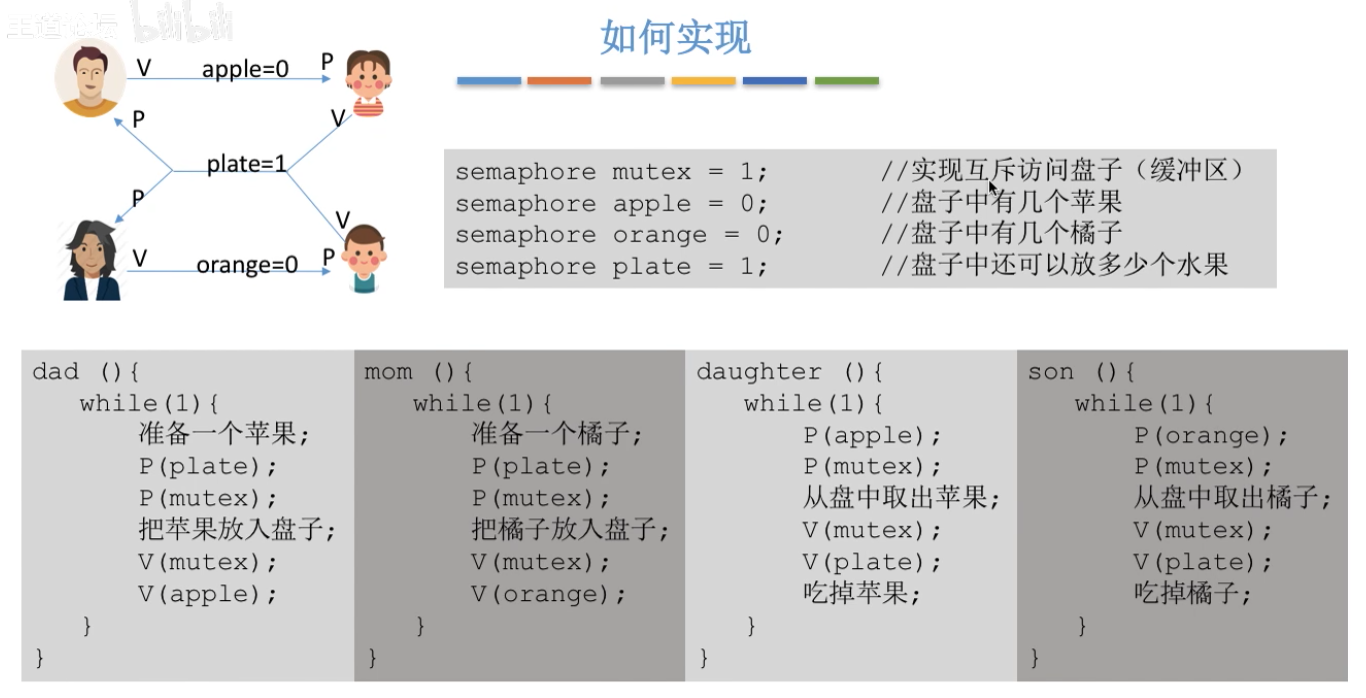 如何实现
V apple=0 P
P V
plate=1
P V
V orange=0 P
semaphore mutex = 1; //实现互斥访问盘子（缓冲区）
semaphore apple = 0; //盘子中有几个苹果
semaphore orange = 0; //盘子中有几个橘子
semaphore plate = 1; //盘子中还可以放多少个水果
dad (){
while(1){
准备一个苹果;
P(plate);
P(mutex);
把苹果放入盘子;
V(mutex);
V(apple);
}
}
mom (){
while(1){
准备一个橘子;
P(plate);
P(mutex);
把橘子放入盘子;
V(mutex);
V(orange);
}
}
daughter (){
while(1){
P(apple);
P(mutex);
从盘中取出苹果;
V(mutex);
V(plate);
吃掉苹果;
}
}
son (){
while(1){
P(orange);
P(mutex);
从盘中取出橘子;
V(mutex);
V(plate);
吃掉橘子;
}
}